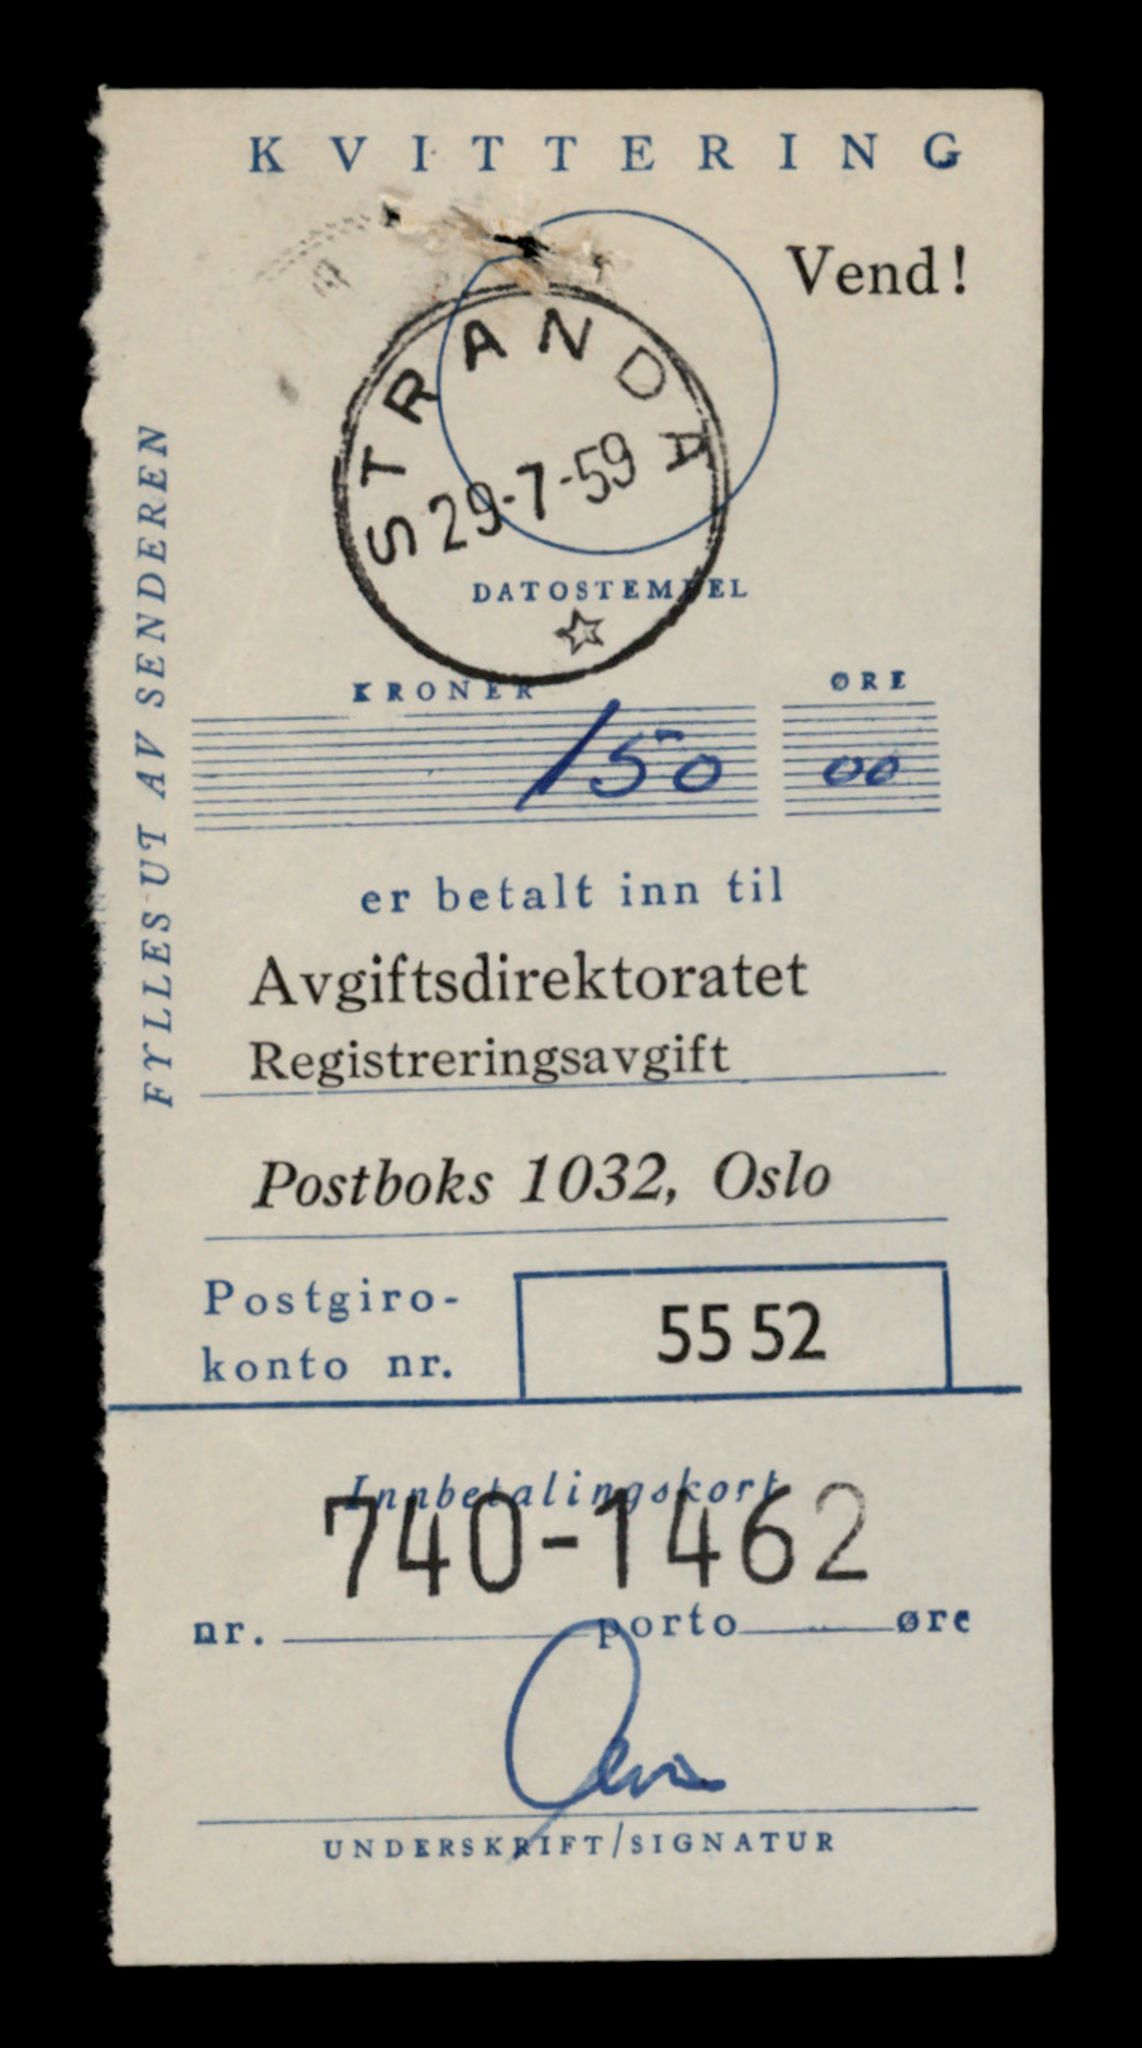 KVITTERING
Vend!
STRANDA
29-7-59
DATOSTEMPEL
FYLLES UT AV SENDEREN
KRONER ØRE
150 00
er betalt inn til
Avgiftsdirektoratet
Registreringsavgift
Postboks 1032, Oslo
Postgiro-
konto nr.
55 52
Innbetalingskort
740-1462
nr. porto øre
UNDERSKRIFT/SIGNATUR